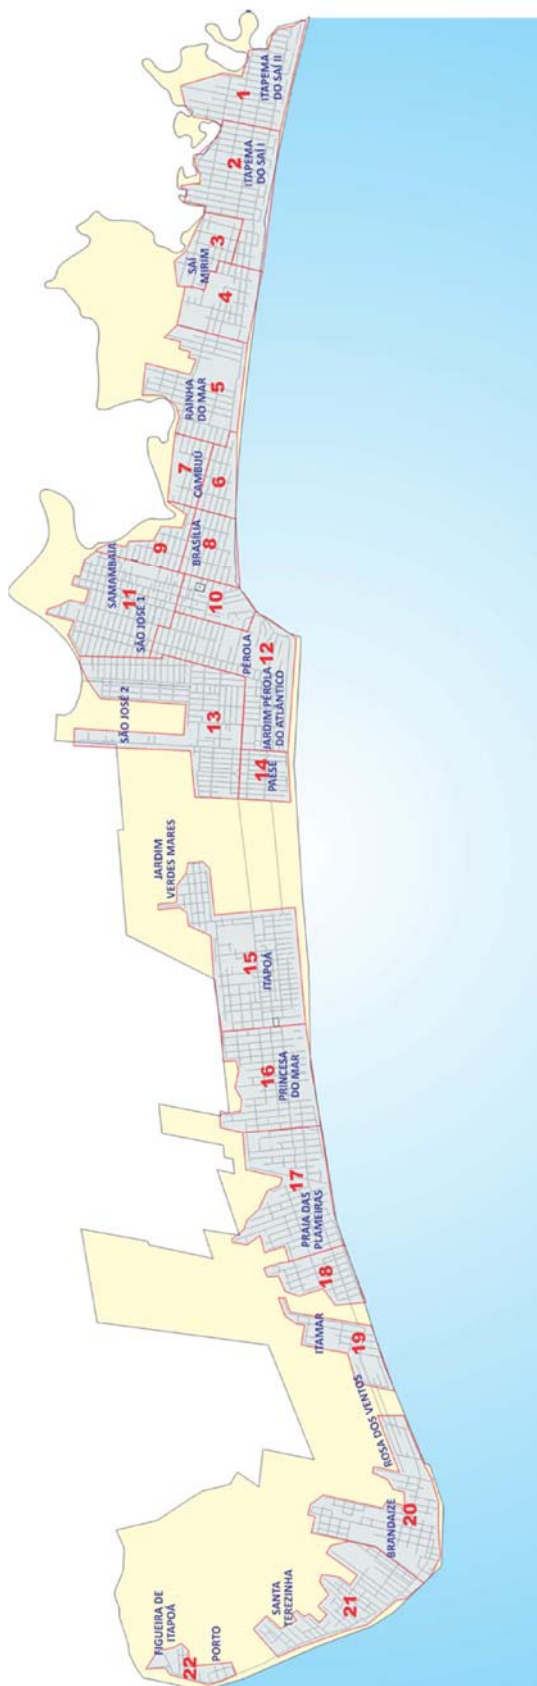 1
ITAPEMA
DO SAÍ II
2
ITAPEMA
DO SAÍ I
SAÍ
MIRIM
3
4
RAINHA
DO MAR
5
7
CAMBUJÚ
6
9
BRASÍLIA
8
SAMAMBAIA
11
SÃO JOSÉ 1
10
PÉROLA
12
JARDIM PÉROLA
DO ATLÂNTICO
SÃO JOSÉ 2
13
14
PAESE
JARDIM
VERDES MARES
15
ITAPOÁ
16
PRINCESA
DO MAR
17
PRAIA DAS
PLAMEIRAS
18
ITAMAR
19
ROSA DOS VENTOS
BRANDAIZE
20
SANTA
TEREZINHA
21
FIGUEIRA DE
ITAPOÁ
22
PORTO